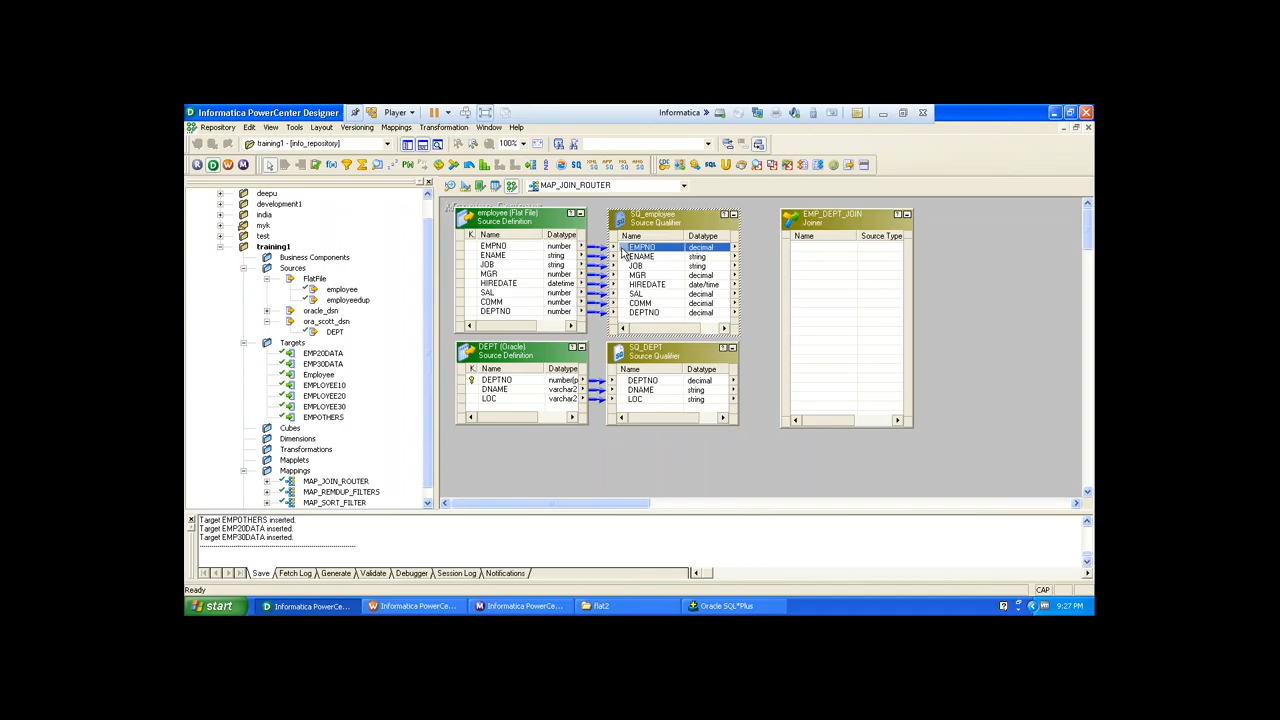 Informatica PowerCenter Designer
Player
Informatica
Repository Edit View Tools Layout Versioning Mappings Transformation Window Help
training1 - [info_repository]
100%
MAP_JOIN_ROUTER
deepu
development1
india
myk
test
training1
Business Components
Sources
FlatFile
employee
employeedup
oracle_dsn
ora_scott_dsn
DEPT
Targets
EMP20DATA
EMP30DATA
Employee
EMPLOYEE10
EMPLOYEE20
EMPLOYEE30
EMPOTHERS
Cubes
Dimensions
Transformations
Mapplets
Mappings
MAP_JOIN_ROUTER
MAP_REMDUP_FILTERS
MAP_SORT_FILTER
employee (Flat File)
Source Definition
K. Name Datatype
EMPNO number
ENAME string
JOB string
MGR number
HIREDATE datetime
SAL number
COMM number
DEPTNO number
SQ_employee
Source Qualifier
Name Datatype
EMPNO decimal
ENAME string
JOB string
MGR decimal
HIREDATE date/time
SAL decimal
COMM decimal
DEPTNO decimal
EMP_DEPT_JOIN
Joiner
Name Source Type
DEPT (Oracle)
Source Definition
K. Name Datatype
DEPTNO number(p
DNAME varchar2
LOC varchar2
SQ_DEPT
Source Qualifier
Name Datatype
DEPTNO decimal
DNAME string
LOC string
Target EMPOTHERS inserted.
Target EMP20DATA inserted.
Target EMP30DATA inserted.
Save Fetch Log Generate Validate Debugger Session Log Notifications
Ready
CAP
start
Informatica PowerCe...
Informatica PowerCe...
Informatica PowerCe...
flat2
Oracle SQL*Plus
9:27 PM